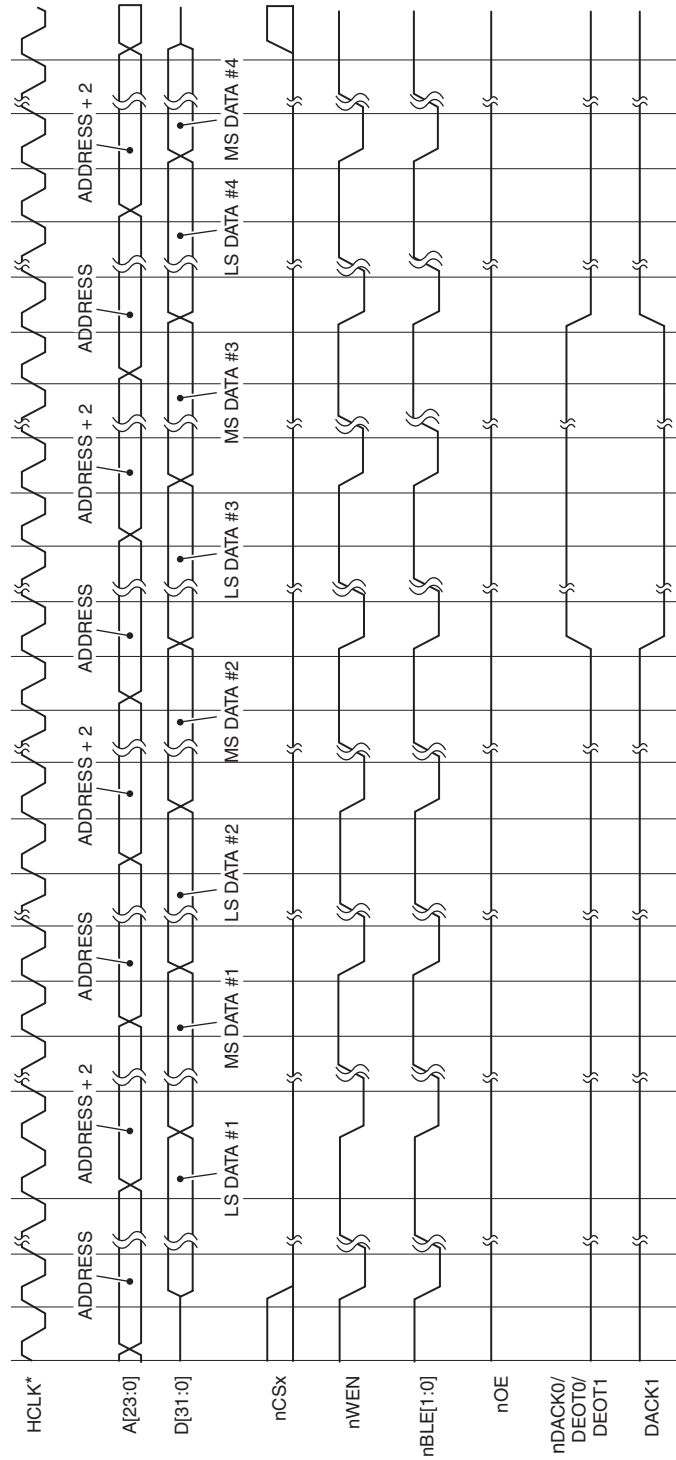 HCLK*
ADDRESS
ADDRESS + 2
ADDRESS
ADDRESS + 2
ADDRESS
ADDRESS + 2
ADDRESS
ADDRESS + 2
A[23:0]
D[31:0]
LS DATA #1
MS DATA #1
LS DATA #2
MS DATA #2
LS DATA #3
MS DATA #3
LS DATA #4
MS DATA #4
nCSx
nWEN
nBLE[1:0]
nOE
nDACK0/
DEOT0/
DEOT1
DACK1